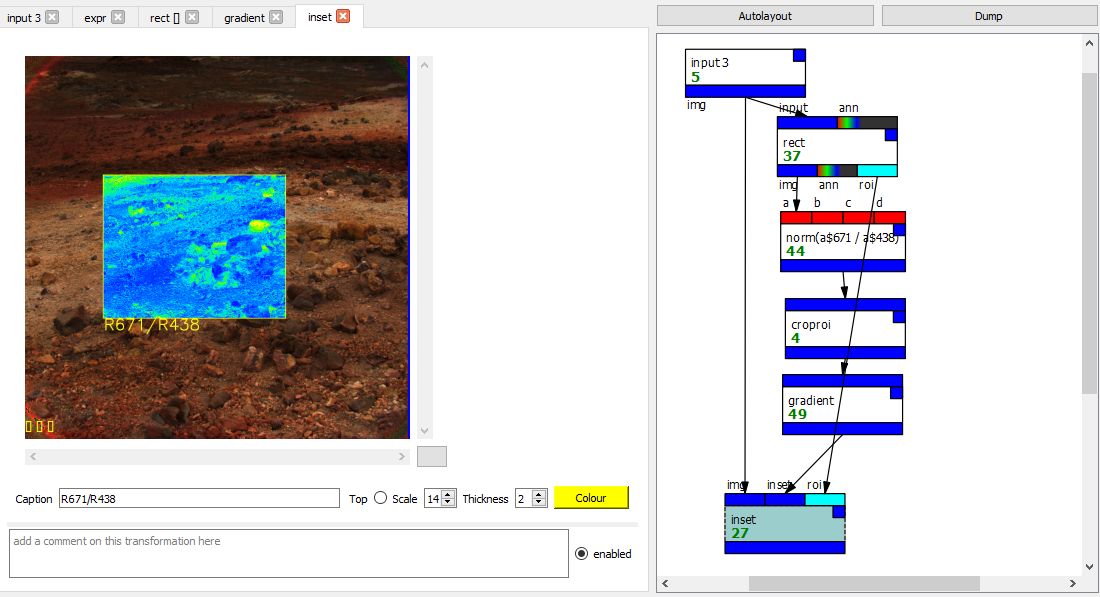 input 3
expr
rect []
gradient
inset
Autolayout
Dump
R671/R438
Caption
R671/R438
Top
Scale
14
Thickness
2
Colour
add a comment on this transformation here
enabled
input 3
5
img
input
ann
rect
37
img
ann
roi
a
b
c
d
norm(a$671 / a$438)
44
croproi
4
gradient
49
img
inset
roi
inset
27